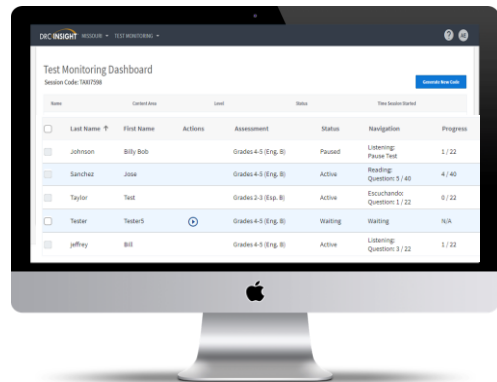 DRC INSIGHT MISSOURI TEST MONITORING
Test Monitoring Dashboard
Session Code: TAXI7598
Generate New Code
Name Content Area Level Status Time Session Started
Last Name ↑ First Name Actions Assessment Status Navigation Progress
Johnson Billy Bob Grades 4-5 (Eng. B) Paused Listening: Pause Test 1 / 22
Sanchez Jose Grades 4-5 (Eng. B) Active Reading: Question: 5 / 40 4 / 40
Taylor Test Grades 2-3 (Esp. B) Active Escuchando: Question: 1 / 22 0 / 22
Tester Tester5 Grades 4-5 (Eng. B) Waiting Waiting N/A
Jeffrey Bill Grades 4-5 (Eng. B) Active Listening: Question: 3 / 22 1 / 22